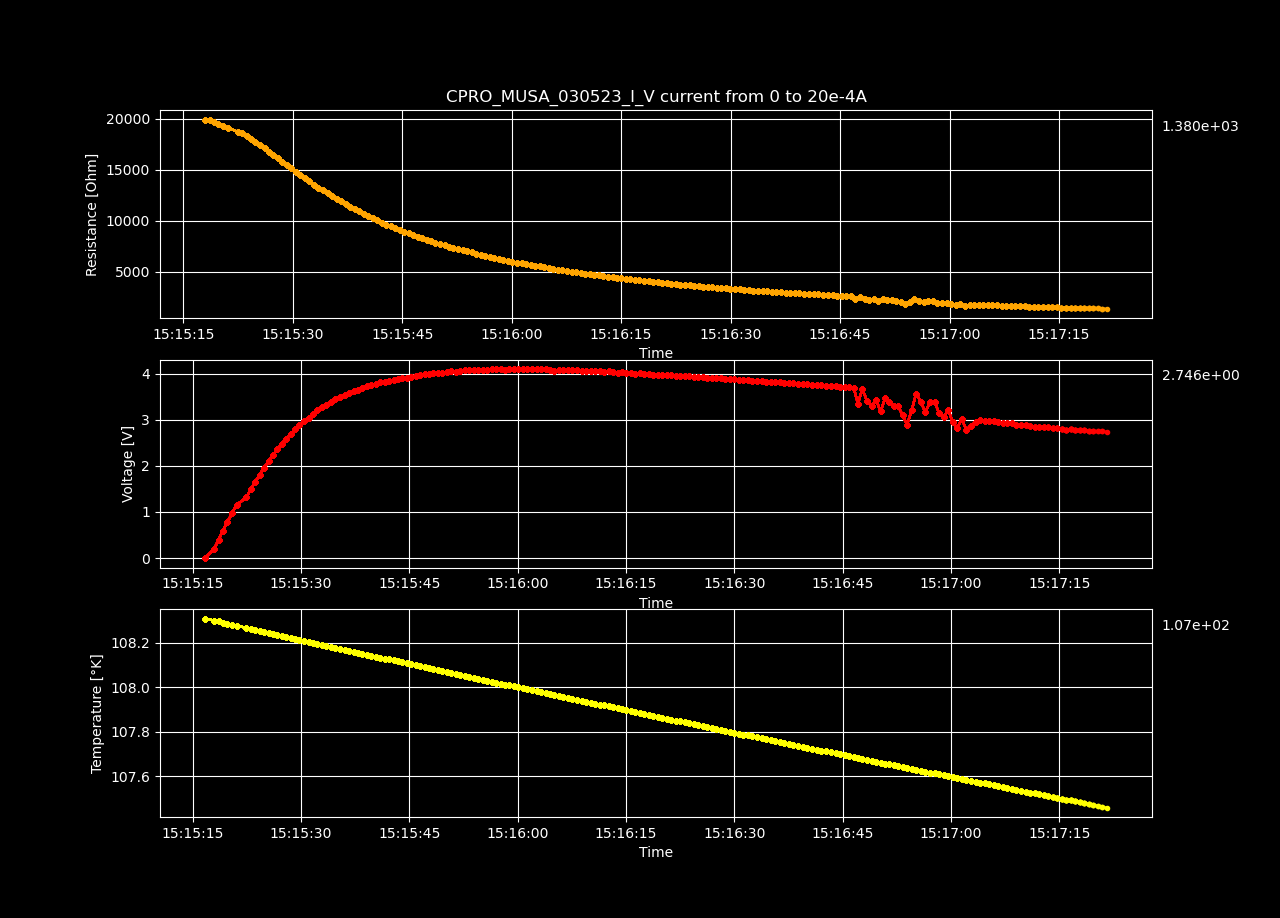 CPRO_MUSA_030523_I_V current from 0 to 20e-4A
20000
15000
10000
5000
Resistance [Ohm]
1.380e+03
15:15:15 15:15:30 15:15:45 15:16:00 15:16:15 15:16:30 15:16:45 15:17:00 15:17:15
Time
4
3
2
1
0
Voltage [V]
2.746e+00
15:15:15 15:15:30 15:15:45 15:16:00 15:16:15 15:16:30 15:16:45 15:17:00 15:17:15
Time
108.2
108.0
107.8
107.6
Temperature [°K]
1.07e+02
15:15:15 15:15:30 15:15:45 15:16:00 15:16:15 15:16:30 15:16:45 15:17:00 15:17:15
Time